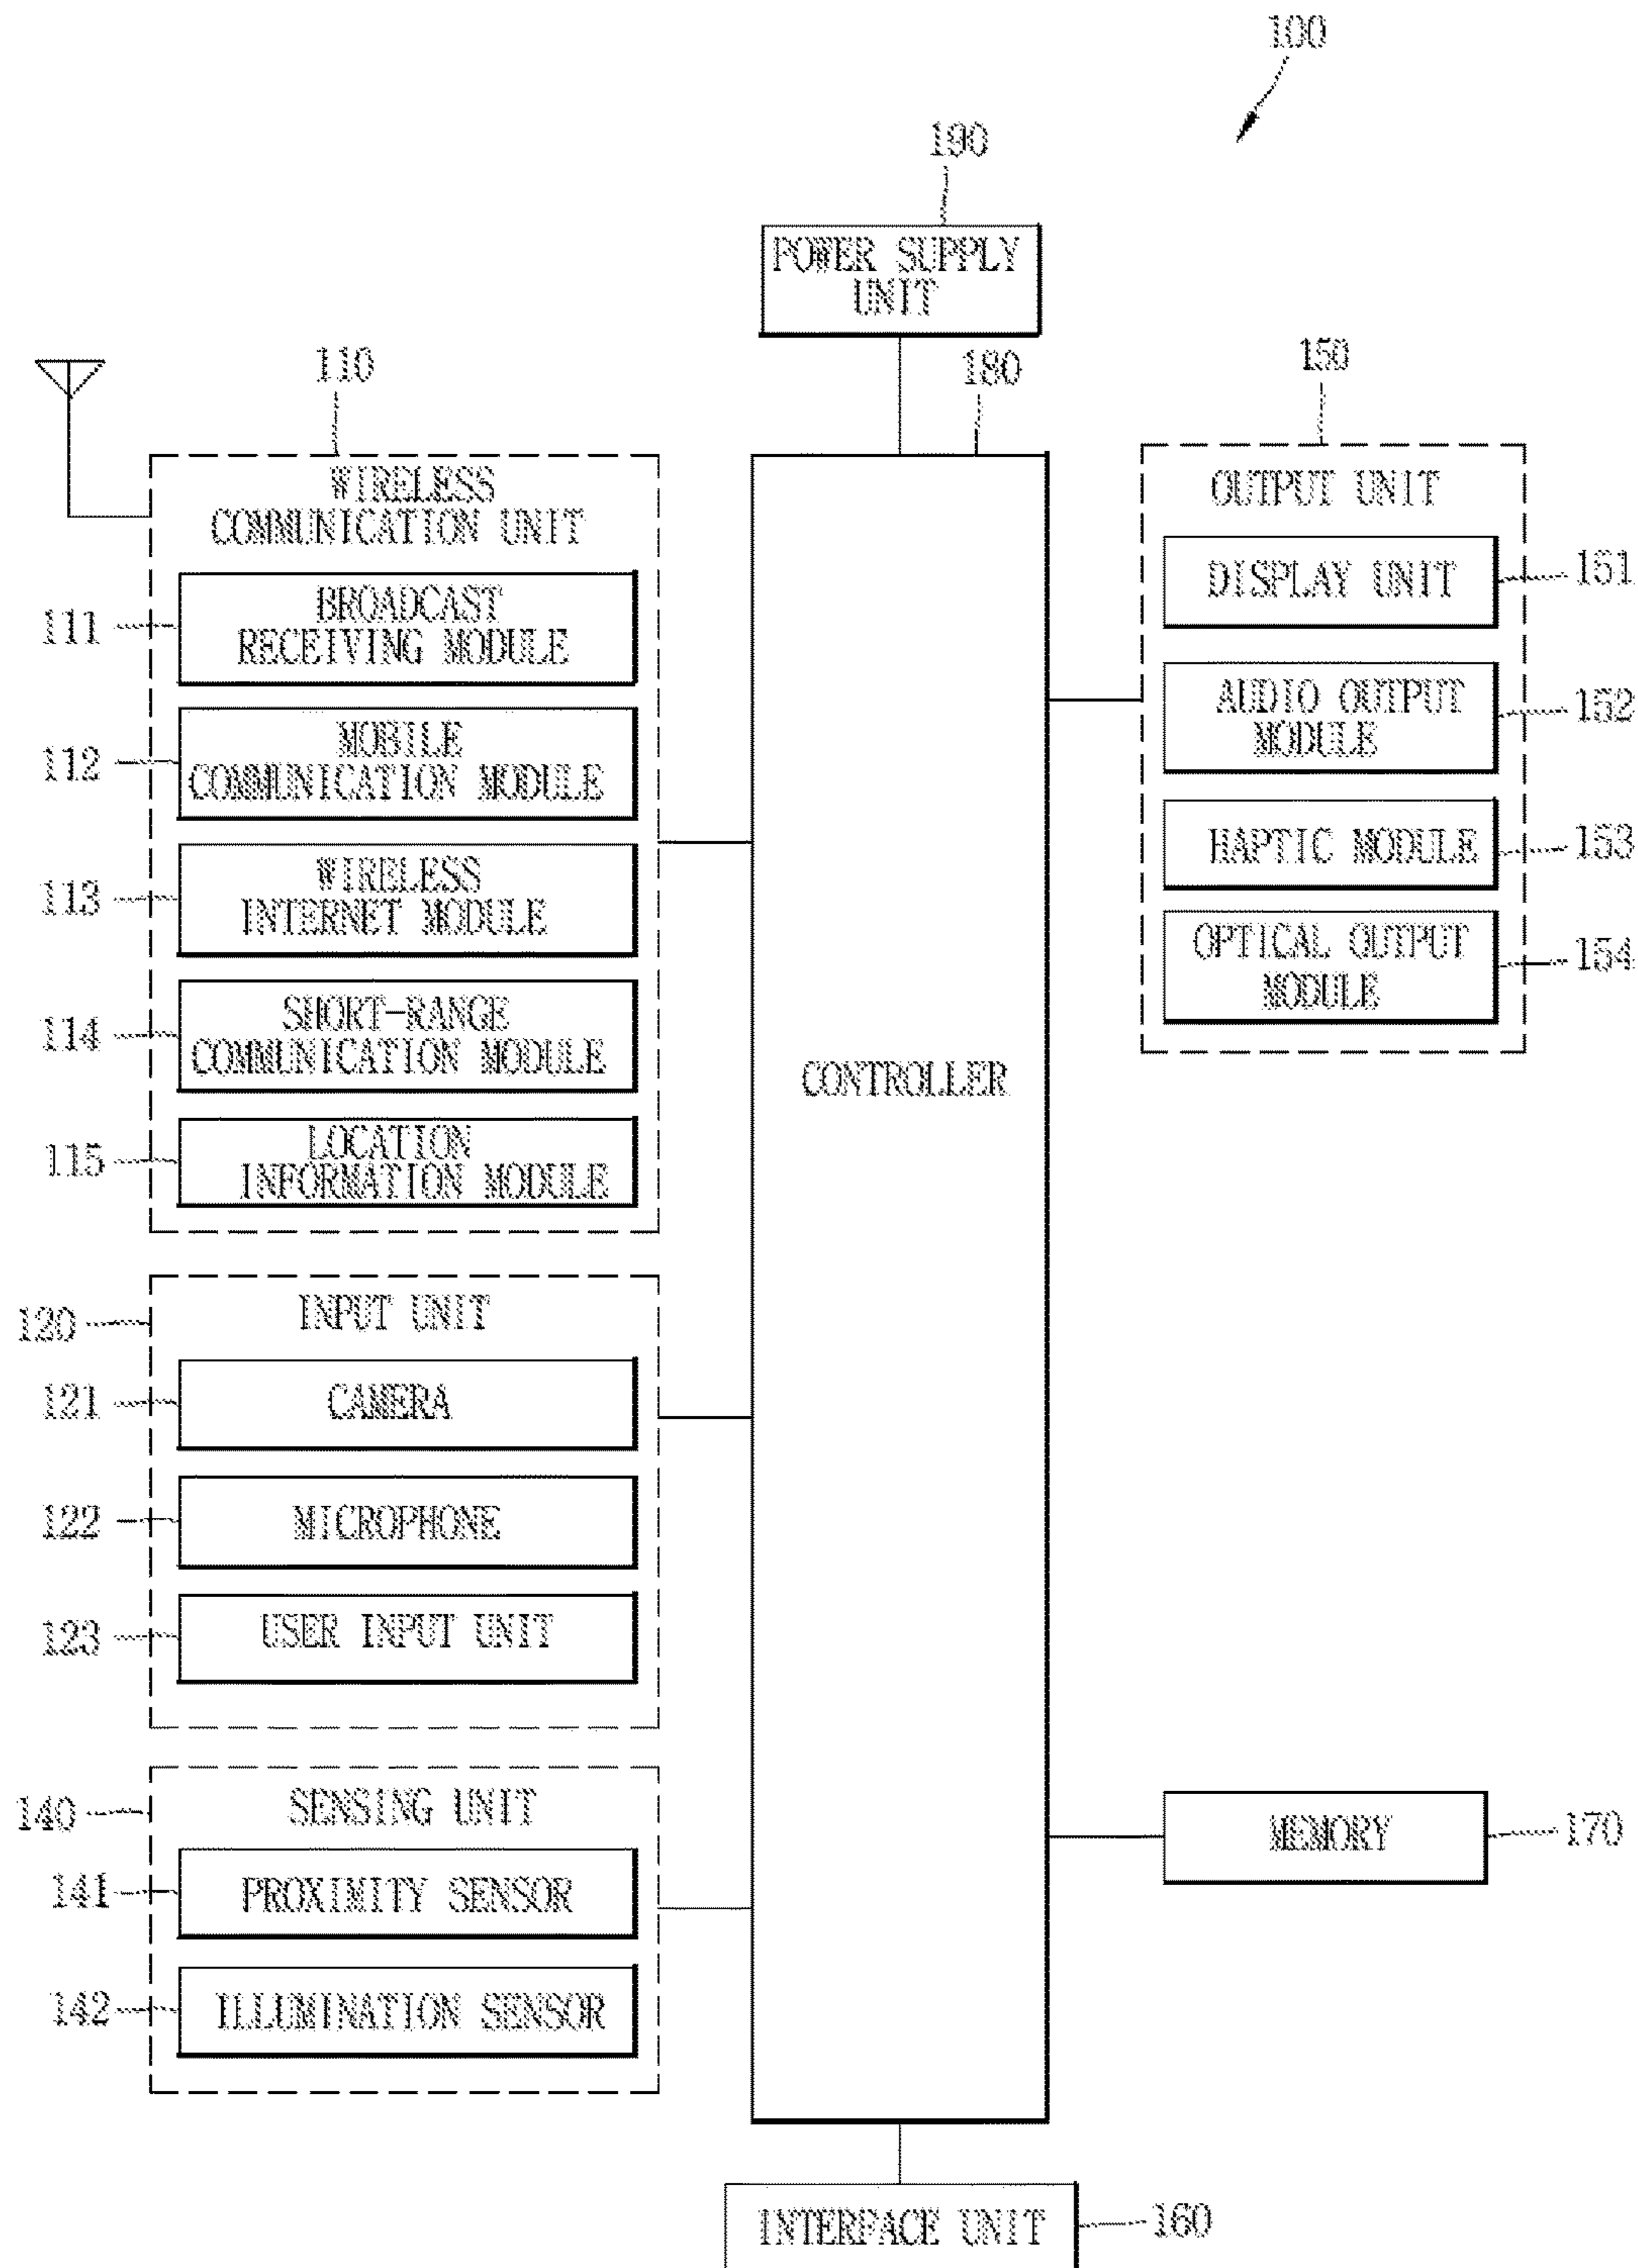 100
190
POWER SUPPLY
UNIT
110
180
150
WIRELESS
COMMUNICATION UNIT
111
BROADCAST
RECEIVING MODULE
112
MOBILE
COMMUNICATION MODULE
113
WIRELESS
INTERNET MODULE
114
SHORT-RANGE
COMMUNICATION MODULE
115
LOCATION
INFORMATION MODULE
120
INPUT UNIT
121
CAMERA
122
MICROPHONE
123
USER INPUT UNIT
140
SENSING UNIT
141
PROXIMITY SENSOR
142
ILLUMINATION SENSOR
CONTROLLER
OUTPUT UNIT
DISPLAY UNIT
151
AUDIO OUTPUT
MODULE
152
HAPTIC MODULE
153
OPTICAL OUTPUT
MODULE
154
MEMORY
170
INTERFACE UNIT
160